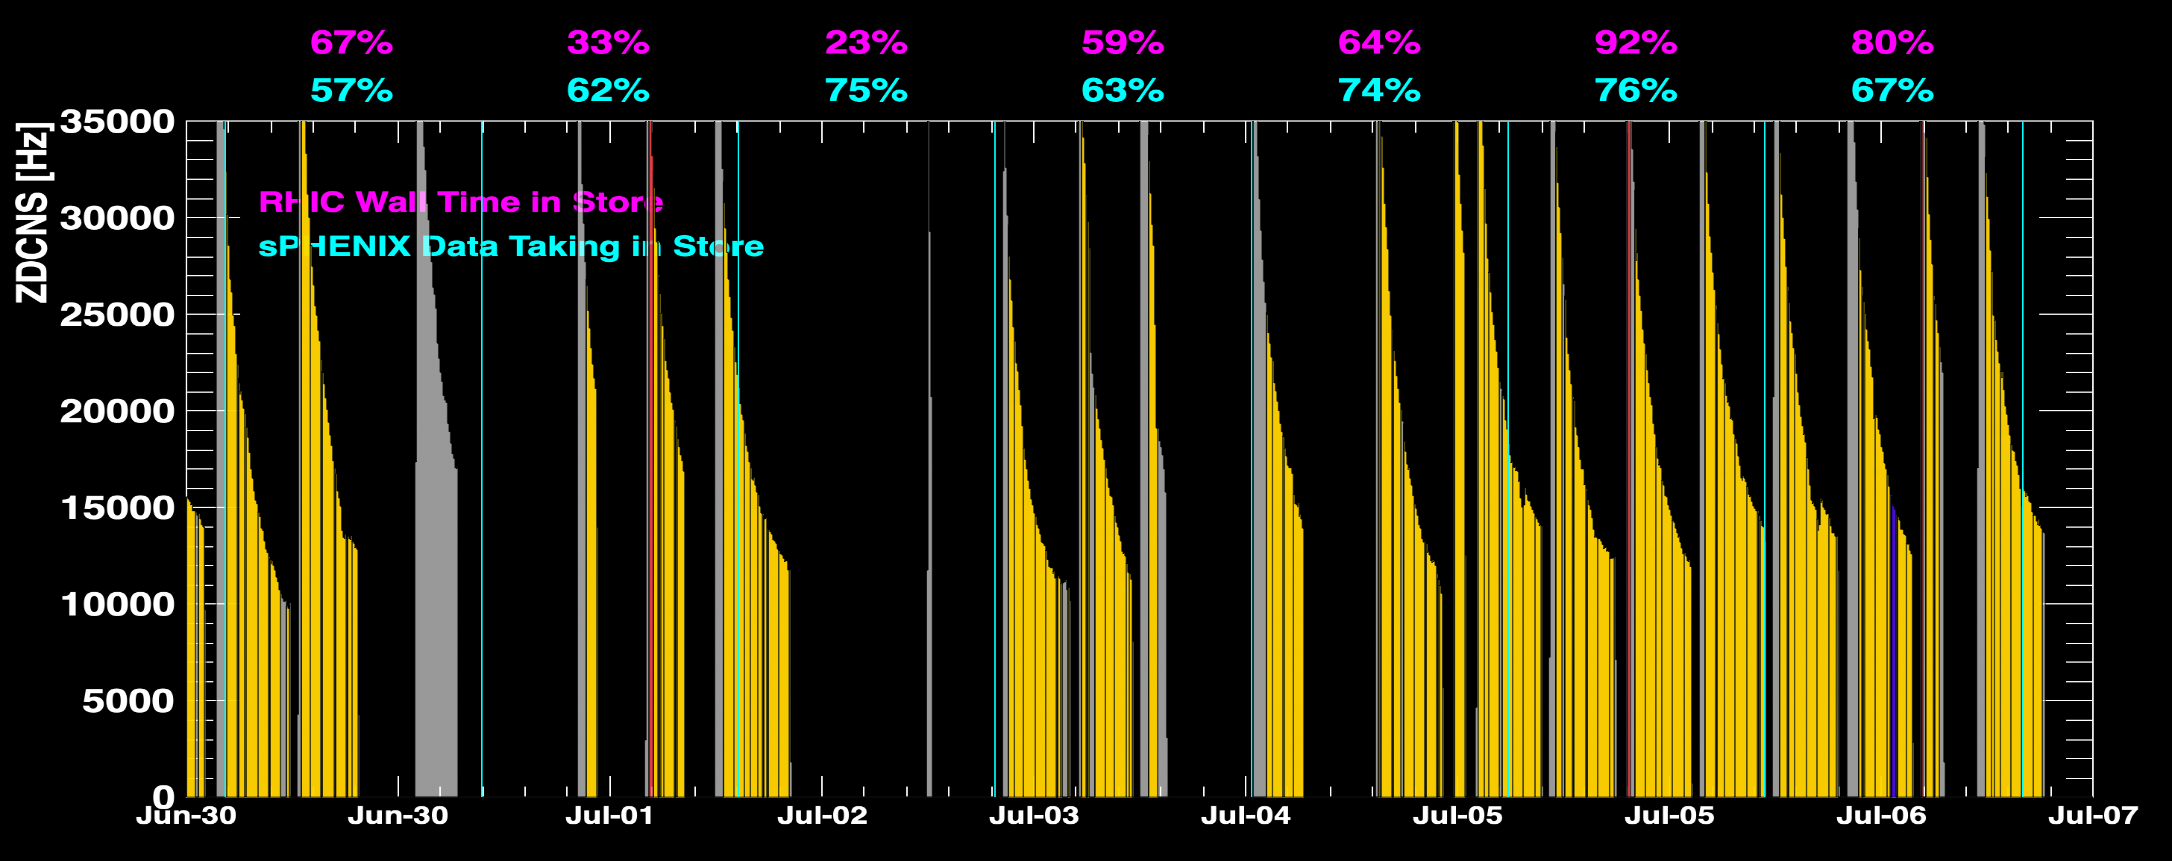 67% 33% 23% 59% 64% 92% 80%
57% 62% 75% 63% 74% 76% 67%
ZDCNS [Hz]
35000
RHIC Wall Time in Store
30000
sPHENIX Data Taking in Store
25000
20000
15000
10000
5000
0
Jun-30 Jun-30 Jul-01 Jul-02 Jul-03 Jul-04 Jul-05 Jul-05 Jul-06 Jul-07